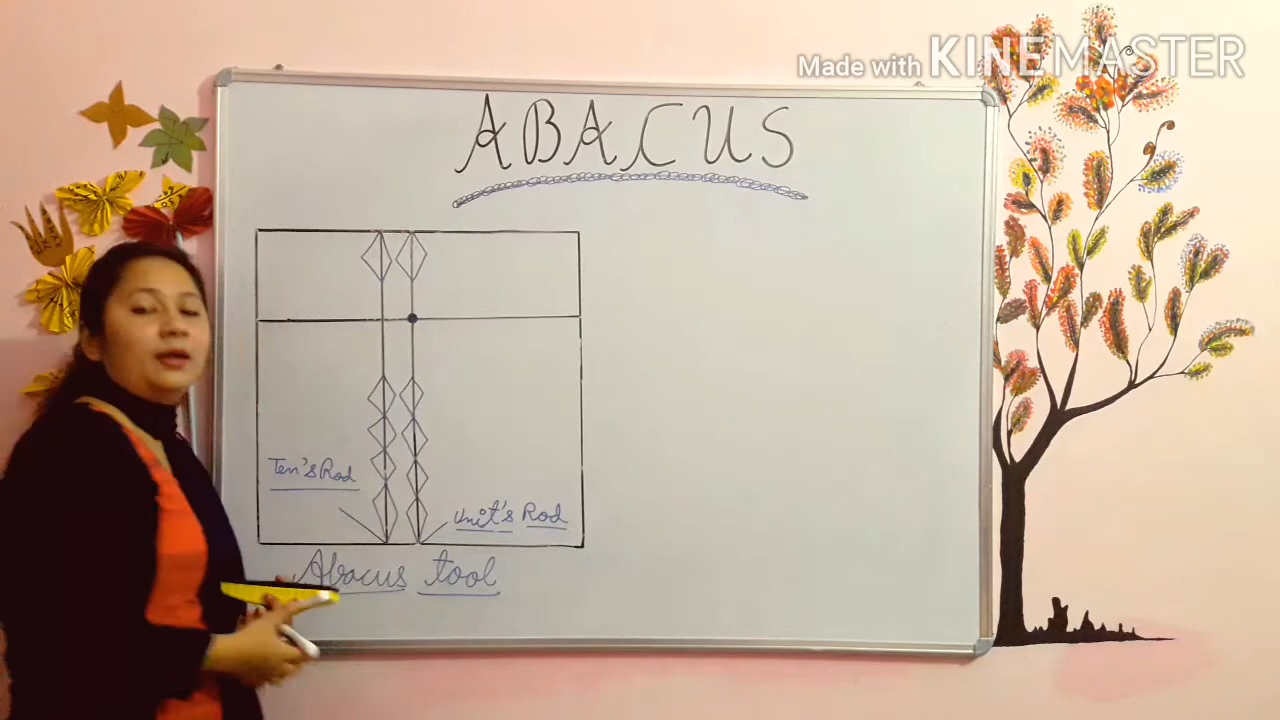 Made with KINEMASTER
ABACUS
Ten's Rod
Unit's Rod
Abacus tool